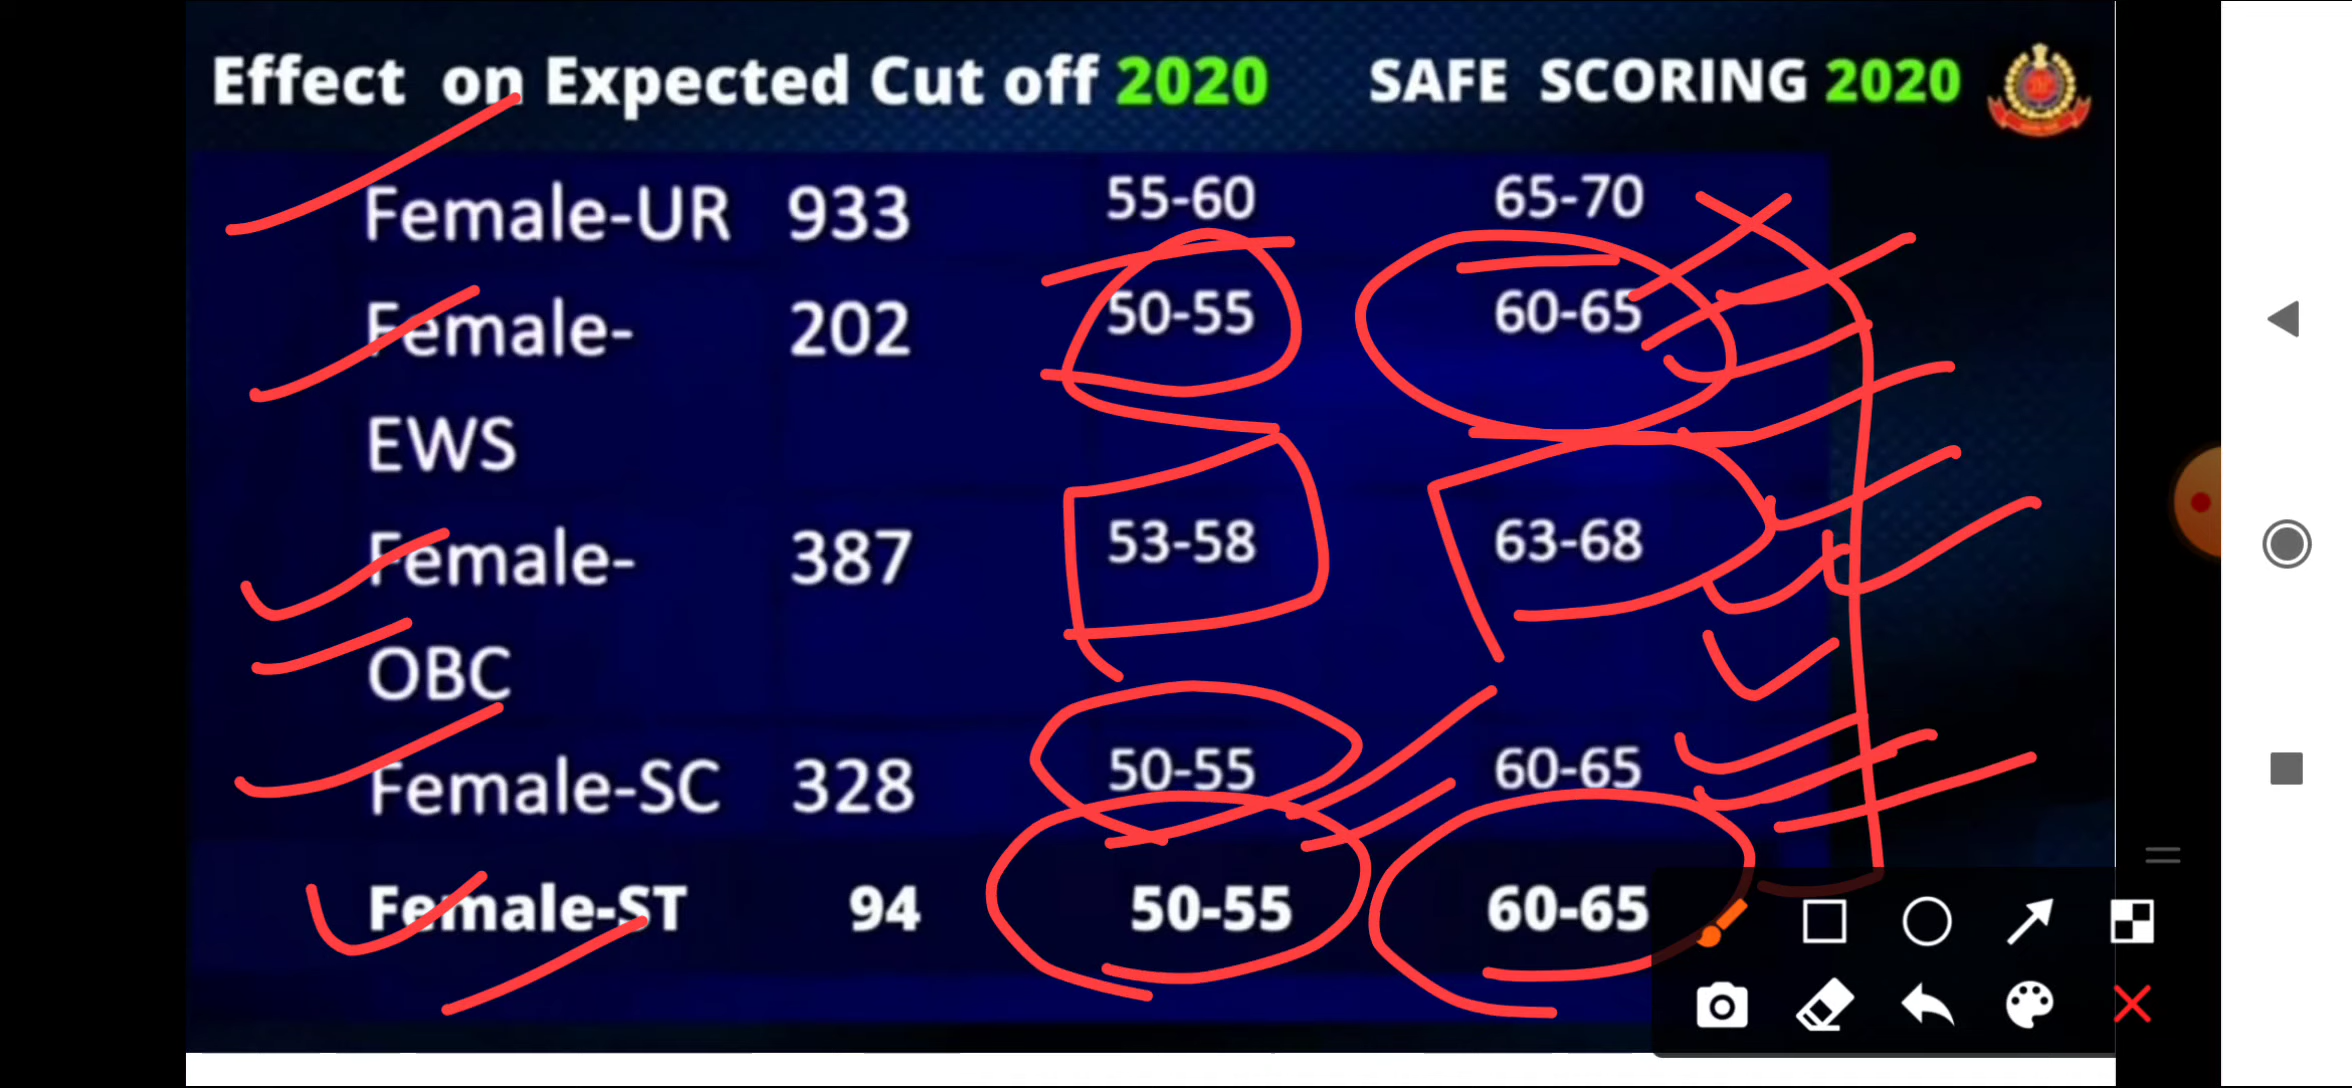 Effect on Expected Cut off 2020 SAFE SCORING 2020
Female-UR 933 55-60 65-70
Female- 202 50-55 60-65
EWS
Female- 387 53-58 63-68
OBC
Female-SC 328 50-55 60-65
Female-ST 94 50-55 60-65